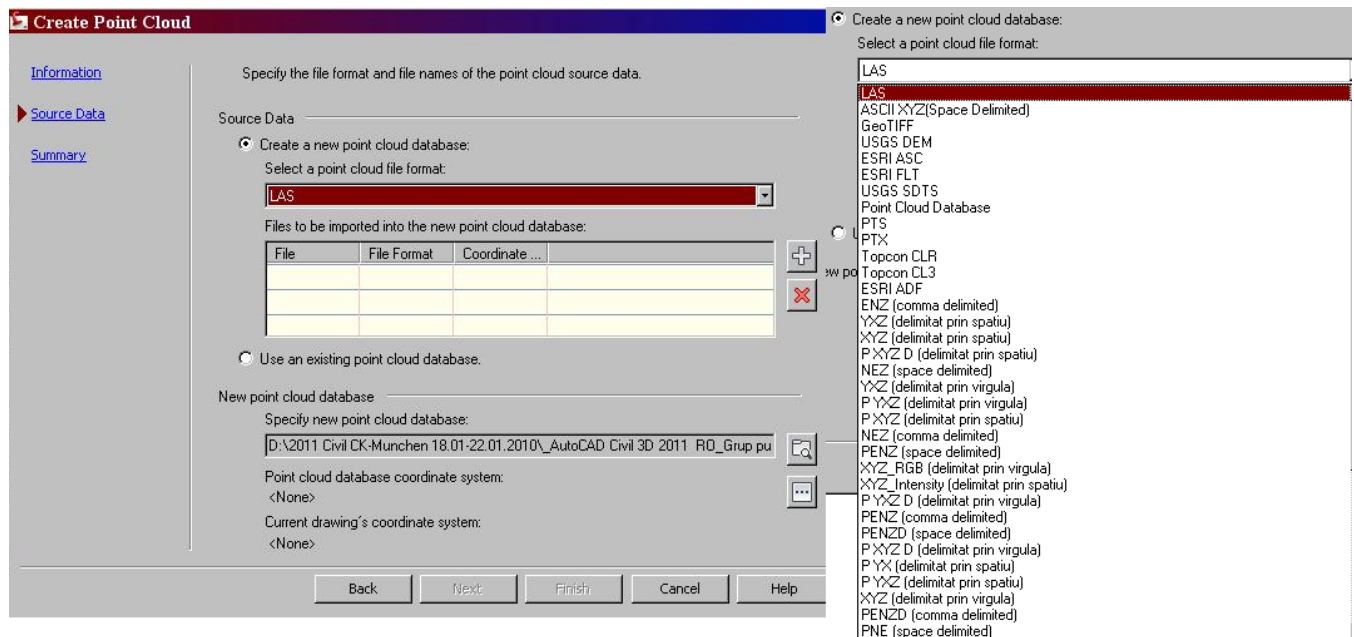 Create Point Cloud
Information
Source Data
Summary
Specify the file format and file names of the point cloud source data.
Source Data
Create a new point cloud database:
Select a point cloud file format:
LAS
Files to be imported into the new point cloud database:
File File Format Coordinate ...
Use an existing point cloud database.
New point cloud database
Specify new point cloud database:
D:\2011 Civil CK-Munchen 18.01-22.01.2010\_AutoCAD Civil 3D 2011 RO_Grup pu
Point cloud database coordinate system:
<None>
Current drawing's coordinate system:
<None>
Back Next Finish Cancel Help
Create a new point cloud database:
Select a point cloud file format:
LAS
LAS
ASCII XYZ(Space Delimited)
GeoTIFF
USGS DEM
ESRI ASC
ESRI FLT
USGS SDTS
Point Cloud Database
PTS
U
PTX
Topcon CLR
ew po
Topcon CL3
ESRI ADF
ENZ (comma delimited)
YXZ (delimitat prin spatiu)
XYZ (delimitat prin spatiu)
P XYZ D (delimitat prin spatiu)
NEZ (space delimited)
YXZ (delimitat prin virgula)
P YXZ (delimitat prin virgula)
P XYZ (delimitat prin spatiu)
NEZ (comma delimited)
PENZ (space delimited)
XYZ_RGB (delimitat prin virgula)
XYZ_Intensity (delimitat prin spatiu)
P YXZ D (delimitat prin virgula)
PENZ (comma delimited)
PENZD (space delimited)
P XYZ D (delimitat prin virgula)
P YX (delimitat prin spatiu)
P YXZ (delimitat prin spatiu)
XYZ (delimitat prin virgula)
PENZD (comma delimited)
PNE (space delimited)